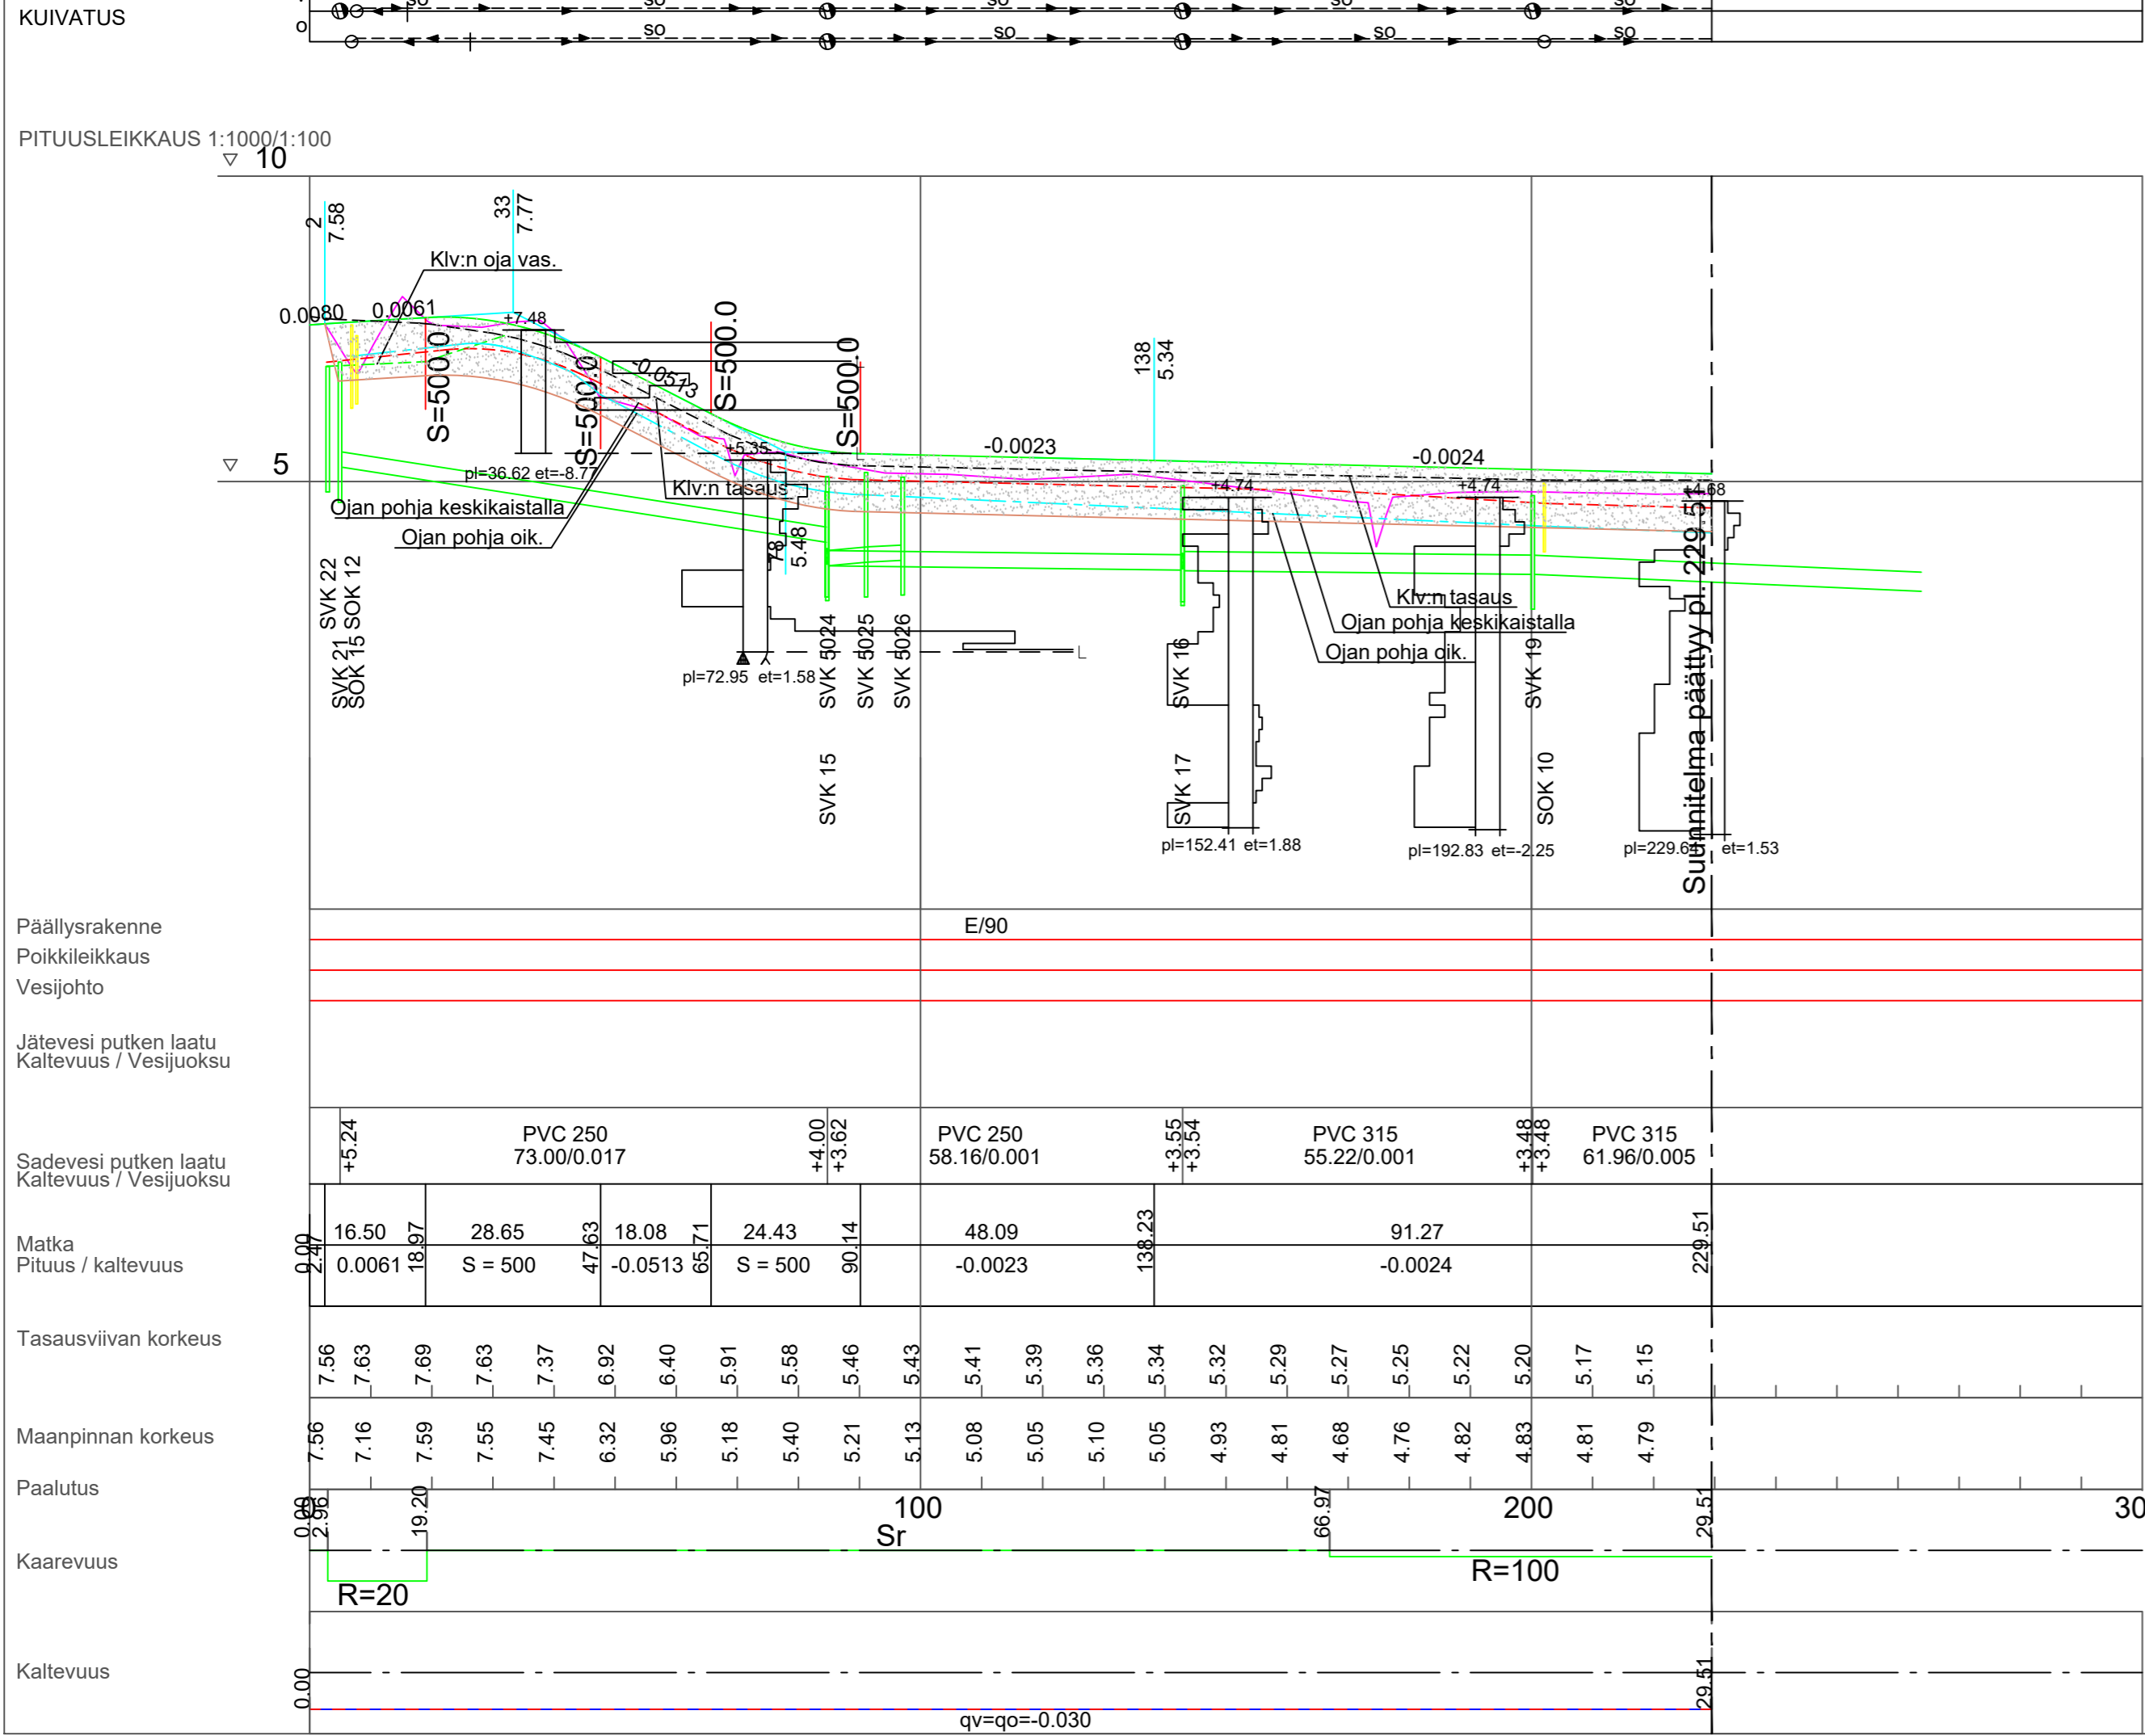 so so so so so
KUIVATUS
o so so so so
PITUUSLEIKKAUS 1:1000/1:100
10
2
7.58
33
7.77
Klv:n oja vas.
0.0080
0.0061
+7.48
S=500.0
S=500.0
S=500.0
S=500.0
-0.0513
138
5.34
-0.0023
-0.0024
5
+5.35
pl=36.62 et=-8.77
Klv:n tasaus
Ojan pohja keskikaistalla
Ojan pohja oik.
+4.74
+4.74
+4.68
78
5.48
SVK 22
SOK 12
SVK 21
SOK 15
Klv:n tasaus
Ojan pohja keskikaistalla
Ojan pohja oik.
pl=72.95 et=1.58
SVK 5024
SVK 5025
SVK 5026
SVK 16
SVK 19
SVK 15
SVK 17
SOK 10
Suunnitelma päättyy pl. 229.51
pl=152.41 et=1.88
pl=192.83 et=-2.25
pl=229.64 et=1.53
Päällysrakenne
E/90
Poikkileikkaus
Vesijohto
Jätevesi putken laatu
Kaltevuus / Vesijuoksu
Sadevesi putken laatu
Kaltevuus / Vesijuoksu
+5.24
PVC 250
73.00/0.017
+4.00
+3.62
PVC 250
58.16/0.001
+3.55
+3.54
PVC 315
55.22/0.001
+3.48
+3.48
PVC 315
61.96/0.005
Matka
Pituus / kaltevuus
0.00 2.47 18.97 47.63 65.71 90.14 138.23 229.51
16.50 28.65 18.08 24.43 48.09 91.27
0.0061 S = 500 -0.0513 S = 500 -0.0023 -0.0024
Tasausviivan korkeus
7.56 7.63 7.69 7.63 7.37 6.92 6.40 5.91 5.58 5.46 5.43 5.41 5.39 5.36 5.34 5.32 5.29 5.27 5.25 5.22 5.20 5.17 5.15
Maanpinnan korkeus
7.56 7.16 7.59 7.55 7.45 6.32 5.96 5.18 5.40 5.21 5.13 5.08 5.05 5.10 5.05 4.93 4.81 4.68 4.76 4.82 4.83 4.81 4.79
Paalutus
0 100 200 30
0.00 2.96 19.20 66.97 29.51
Sr
Kaarevuus
R=20
R=100
Kaltevuus
0.00
29.51
qv=qo=-0.030